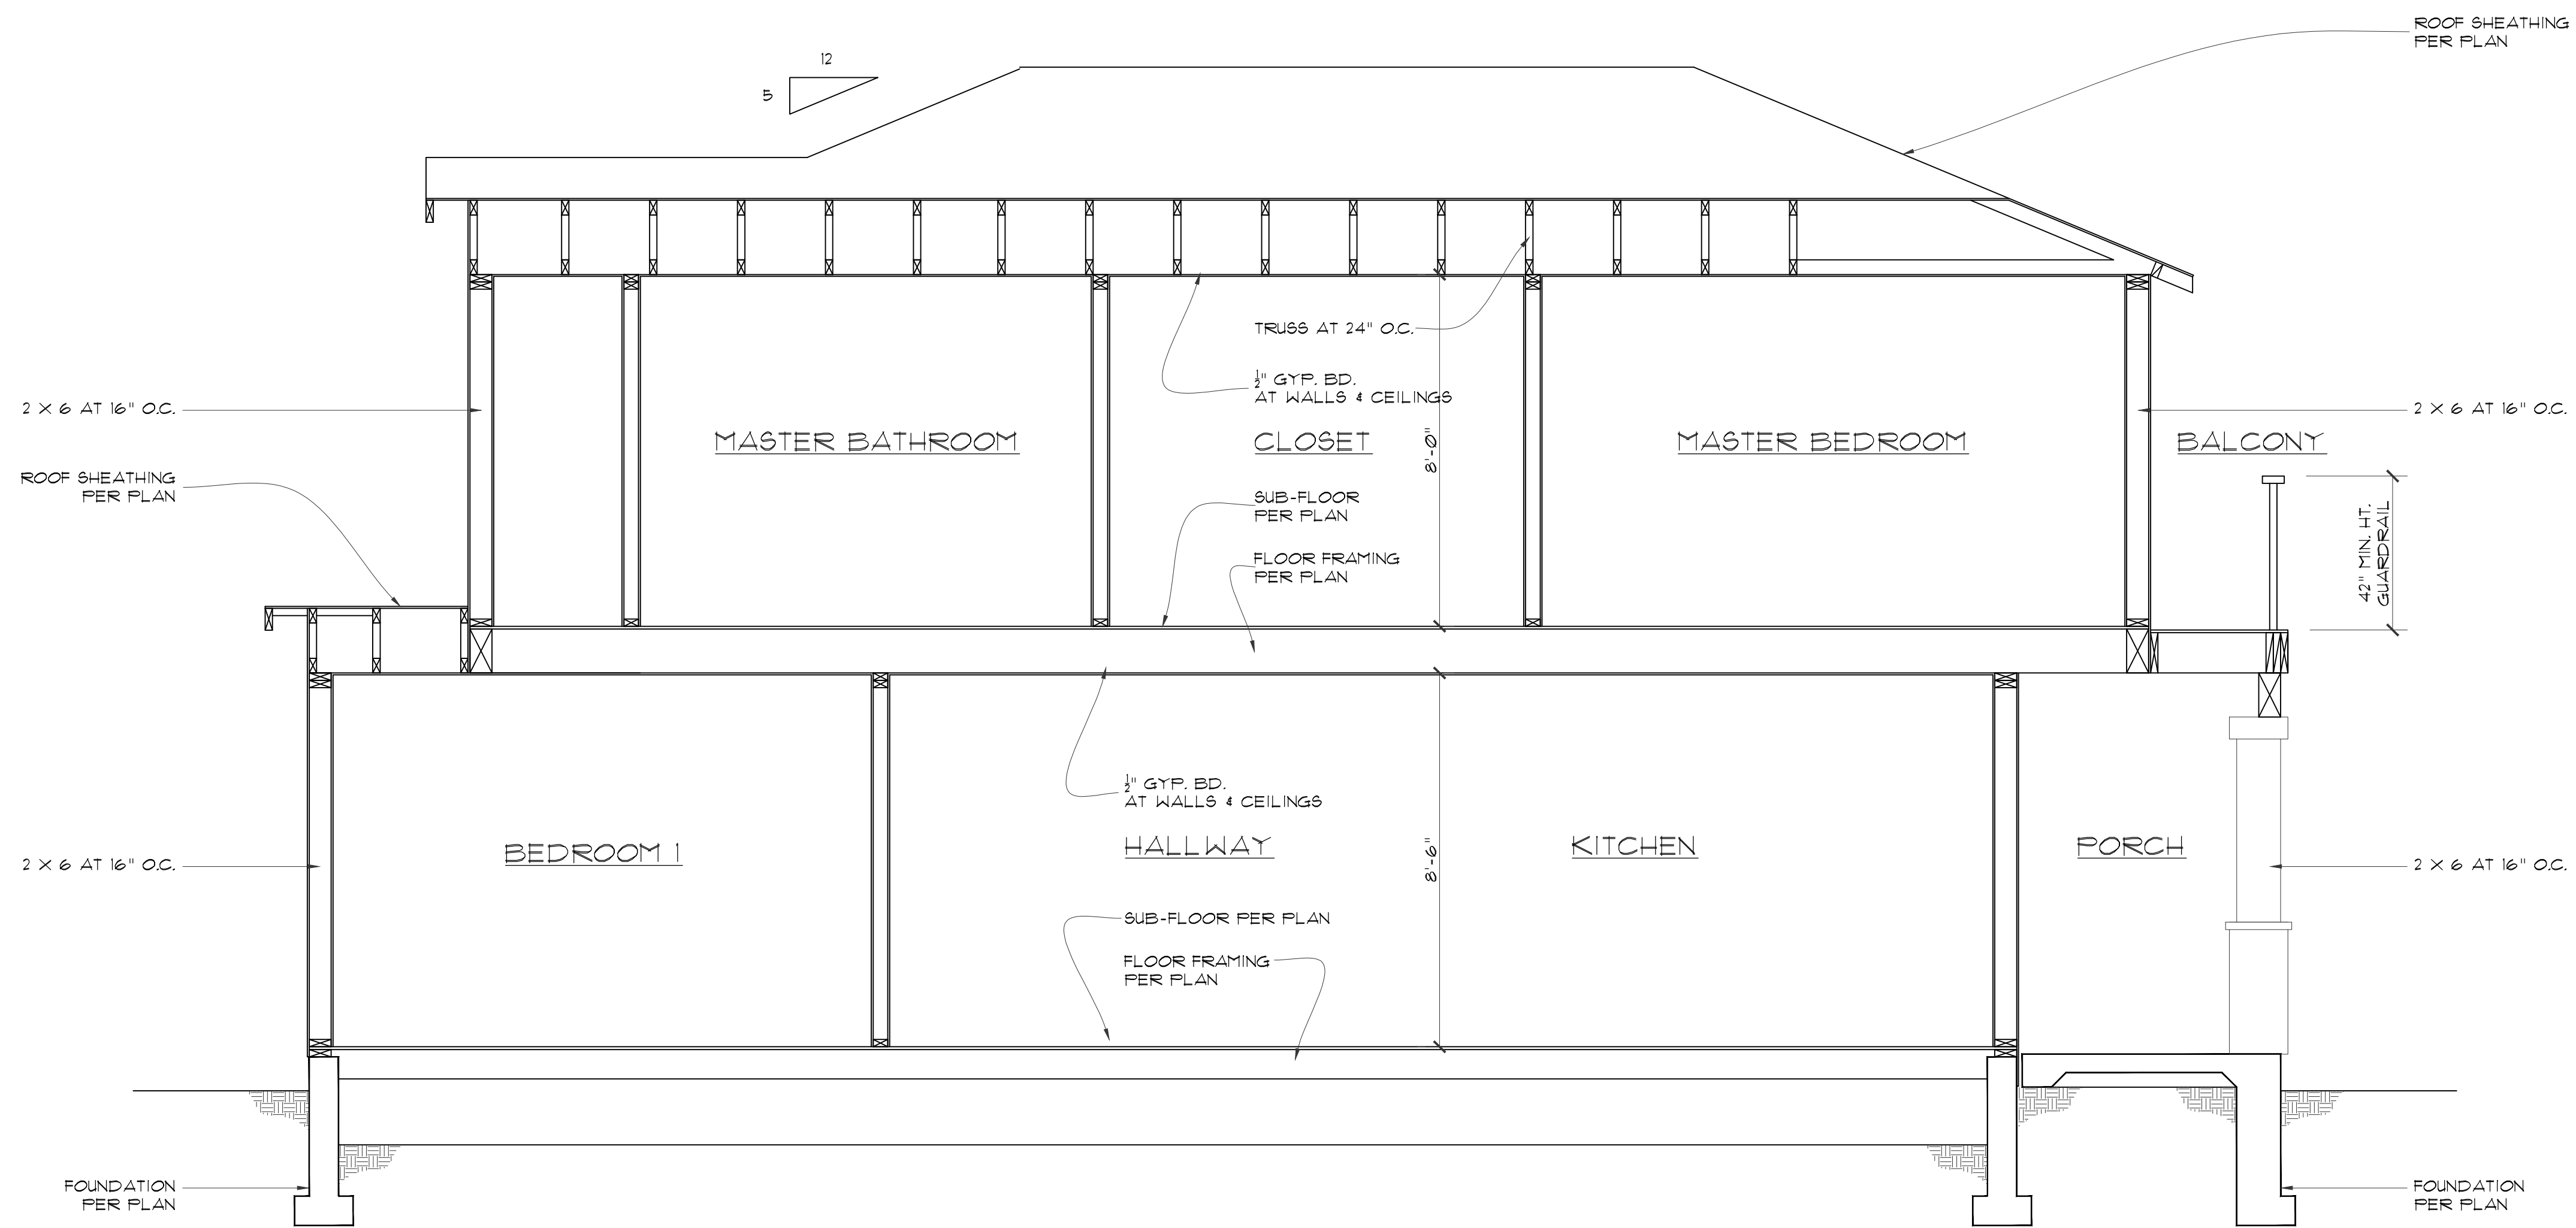 ROOF SHEATHING
PER PLAN
12
5
TRUSS AT 24" O.C.
½" GYP. BD.
AT WALLS & CEILINGS
2 X 6 AT 16" O.C.
2 X 6 AT 16" O.C.
MASTER BATHROOM
CLOSET
8'-0"
MASTER BEDROOM
BALCONY
ROOF SHEATHING
PER PLAN
SUB-FLOOR
PER PLAN
FLOOR FRAMING
PER PLAN
42" MIN. HT.
GUARDRAIL
½" GYP. BD.
AT WALLS & CEILINGS
BEDROOM 1
HALLWAY
8'-6"
KITCHEN
PORCH
2 X 6 AT 16" O.C.
2 X 6 AT 16" O.C.
SUB-FLOOR PER PLAN
FLOOR FRAMING
PER PLAN
FOUNDATION
PER PLAN
FOUNDATION
PER PLAN